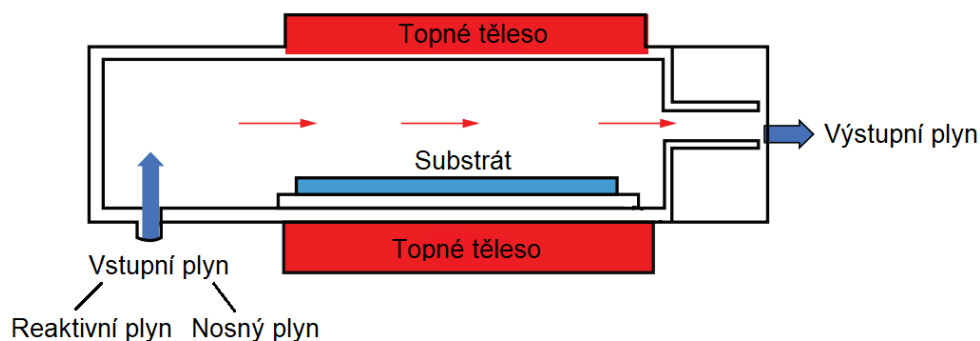 Topné těleso
Substrát
Výstupní plyn
Topné těleso
Vstupní plyn
Reaktivní plyn
Nosný plyn